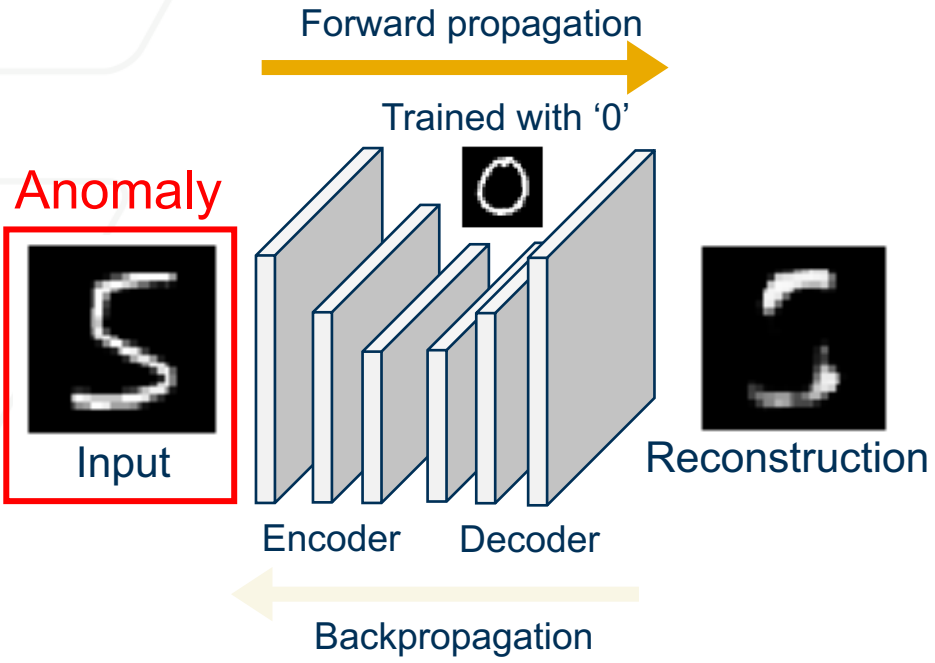 Forward propagation
Trained with ‘0’
Anomaly
Input
Reconstruction
Encoder
Decoder
Backpropagation